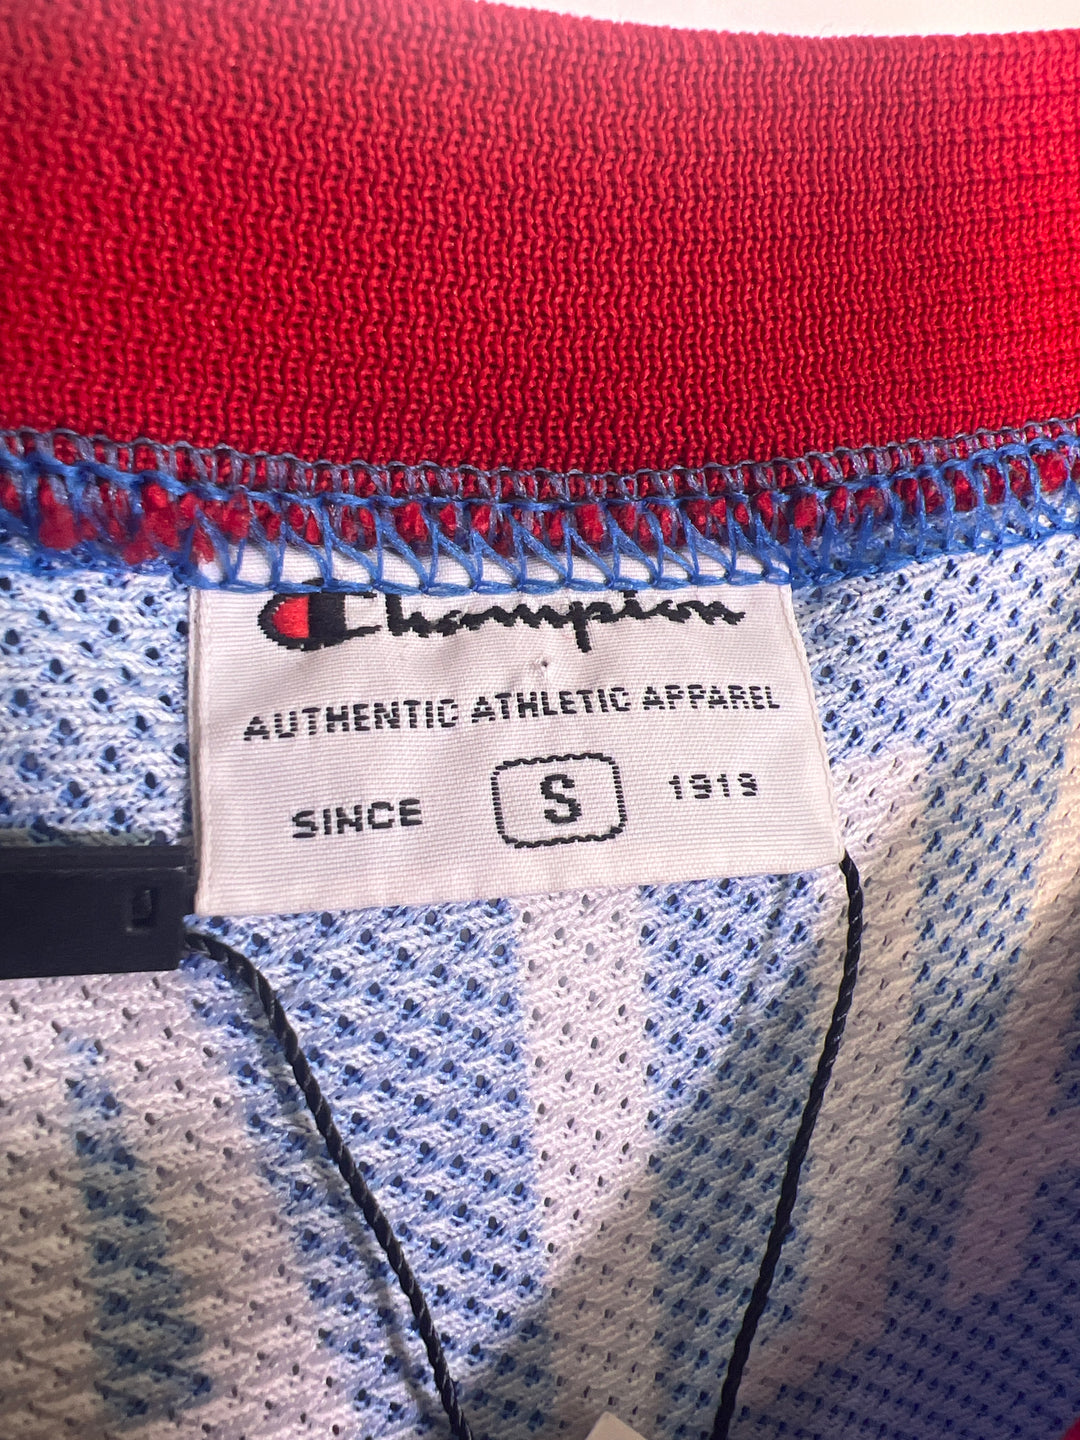 Champion
AUTHENTIC ATHLETIC APPAREL
SINCE S 1919